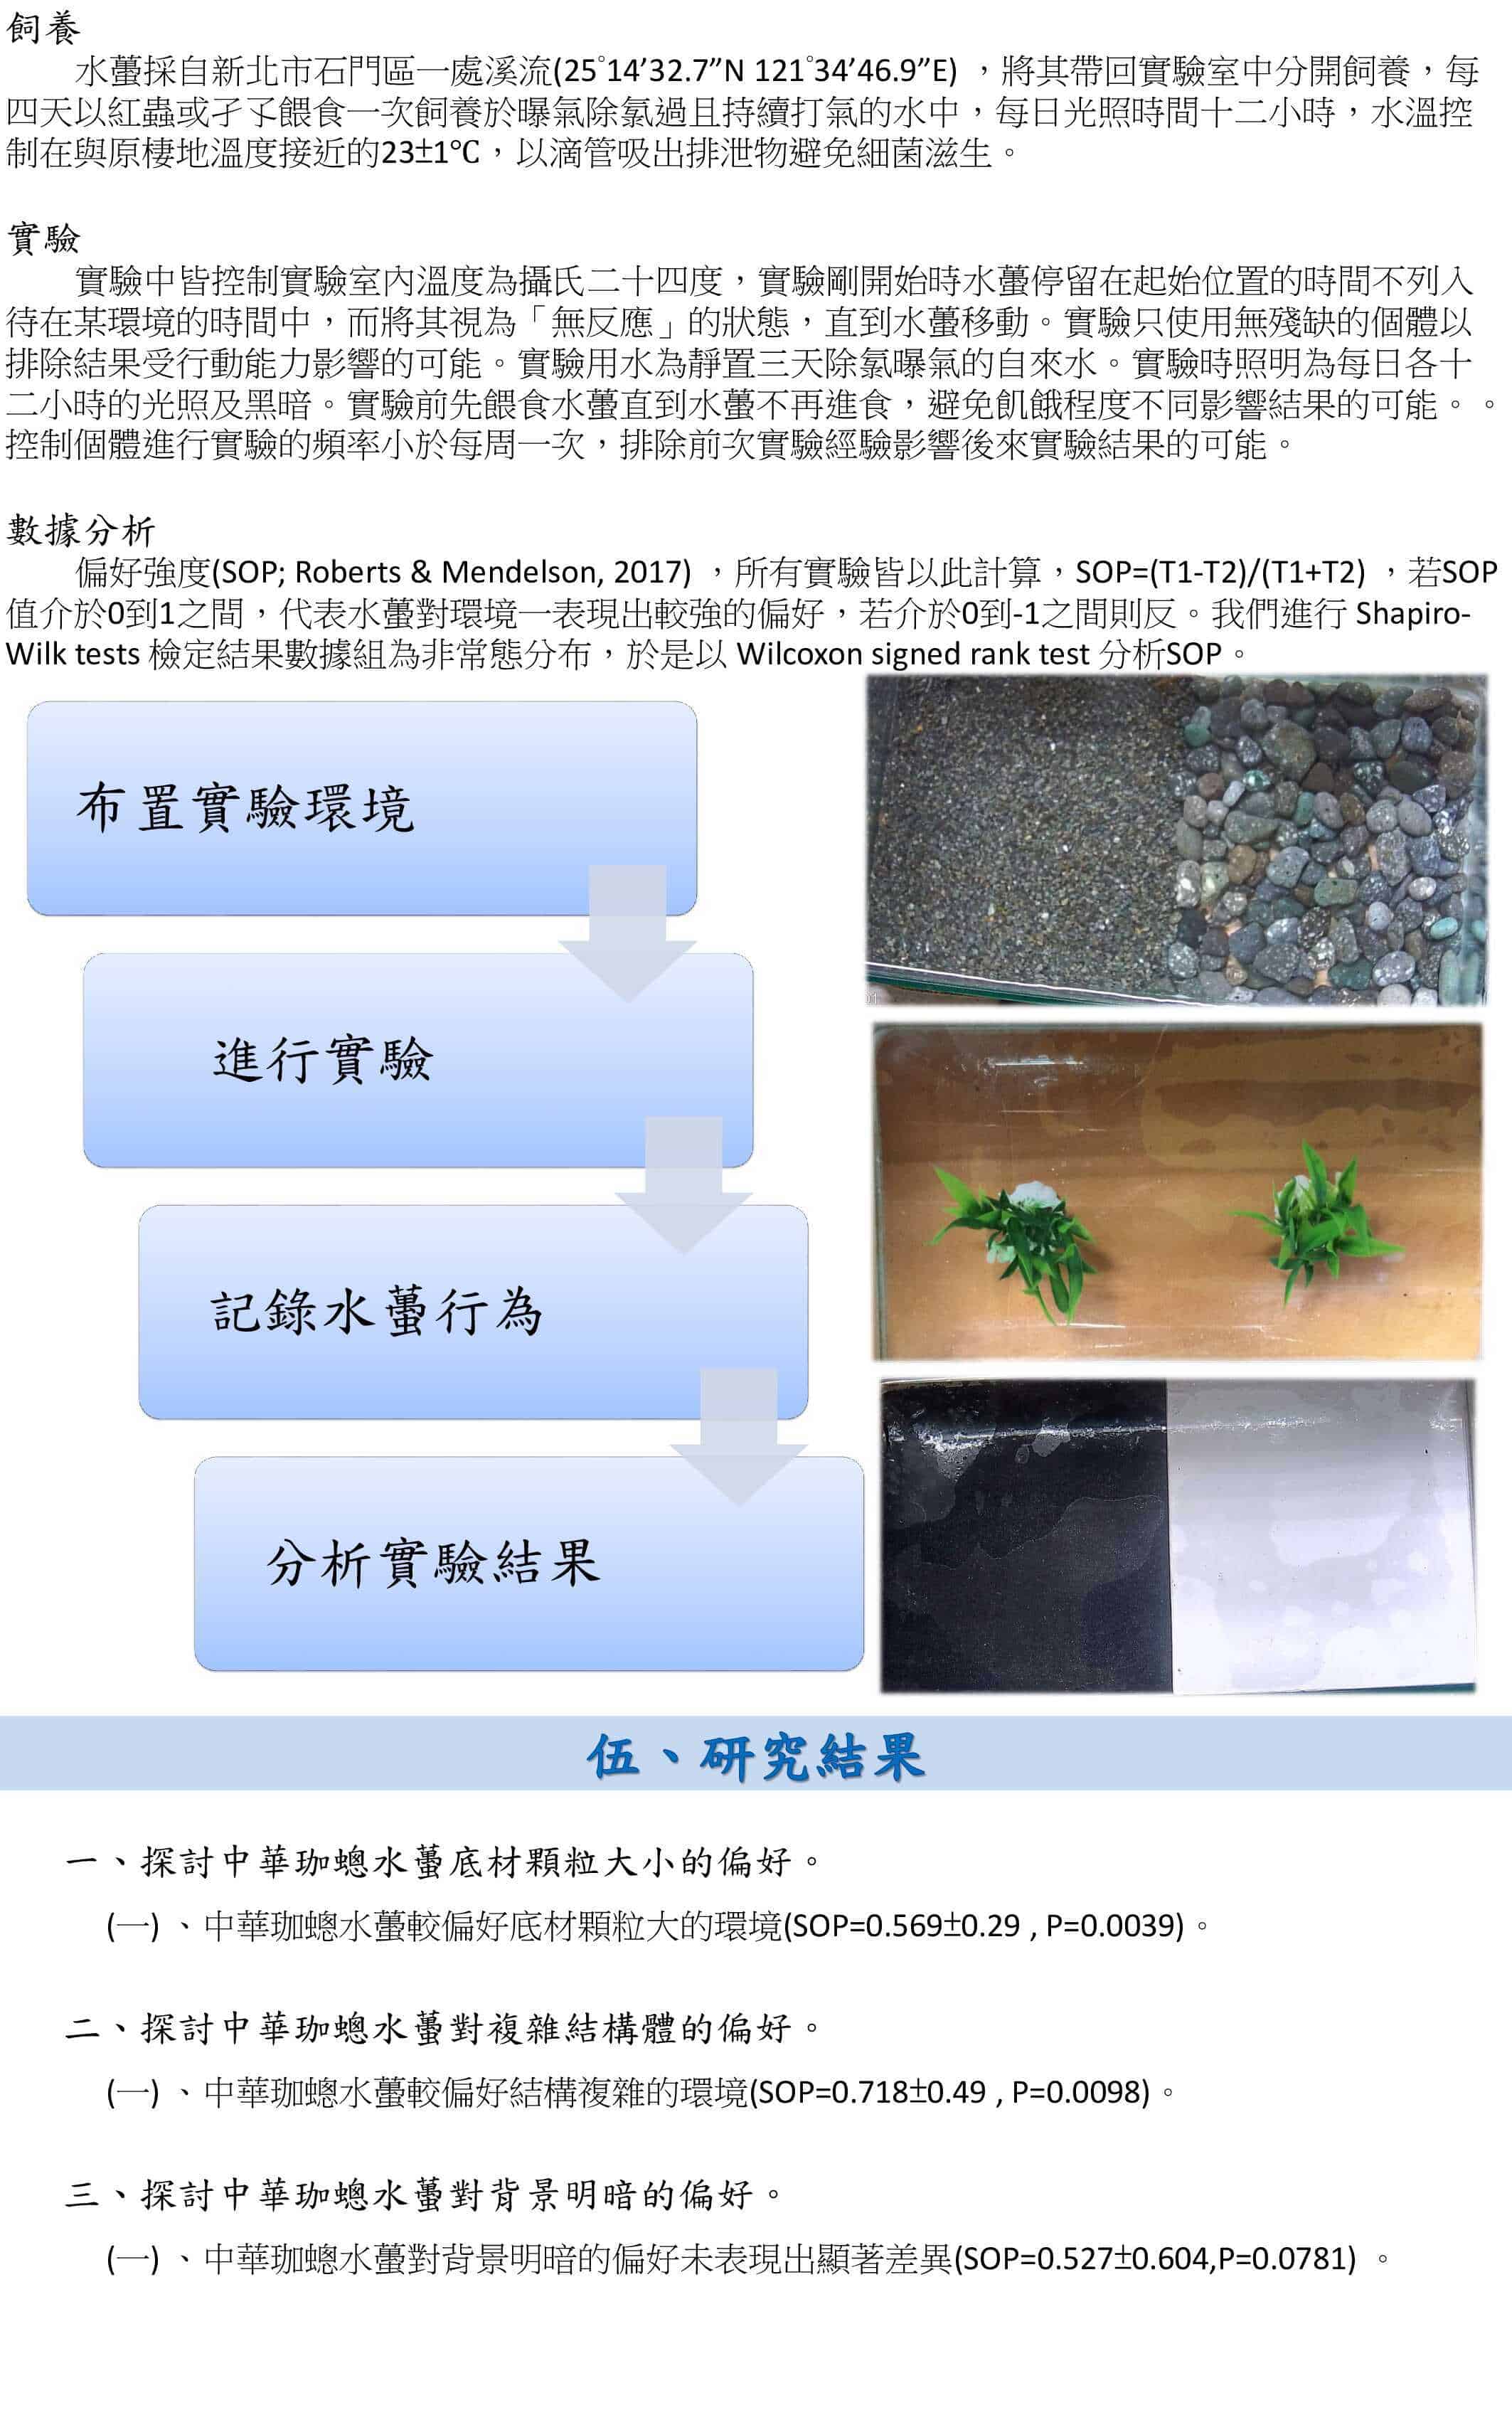 飼養
水蠆採自新北市石門區一處溪流(25°14’32.7”N 121°34’46.9”E) ，將其帶回實驗室中分開飼養，每
四天以紅蟲或孑孓餵食一次飼養於曝氣除氯過且持續打氣的水中，每日光照時間十二小時，水溫控
制在與原棲地溫度接近的23±1℃，以滴管吸出排泄物避免細菌滋生。
實驗
實驗中皆控制實驗室內溫度為攝氏二十四度，實驗剛開始時水蠆停留在起始位置的時間不列入
待在某環境的時間中，而將其視為「無反應」的狀態，直到水蠆移動。實驗只使用無殘缺的個體以
排除結果受行動能力影響的可能。實驗用水為靜置三天除氯曝氣的自來水。實驗時照明為每日各十
二小時的光照及黑暗。實驗前先餵食水蠆直到水蠆不再進食，避免飢餓程度不同影響結果的可能。。
控制個體進行實驗的頻率小於每周一次，排除前次實驗經驗影響後來實驗結果的可能。
數據分析
偏好強度(SOP; Roberts & Mendelson, 2017) ，所有實驗皆以此計算，SOP=(T1-T2)/(T1+T2) ，若SOP
值介於0到1之間，代表水蠆對環境一表現出較強的偏好，若介於0到-1之間則反。我們進行 Shapiro-
Wilk tests 檢定結果數據組為非常態分布，於是以 Wilcoxon signed rank test 分析SOP。
布置實驗環境
進行實驗
記錄水蠆行為
分析實驗結果
伍、研究結果
一、探討中華珈蟌水蠆底材顆粒大小的偏好。
(一) 、中華珈蟌水蠆較偏好底材顆粒大的環境(SOP=0.569±0.29 , P=0.0039)。
二、探討中華珈蟌水蠆對複雜結構體的偏好。
(一) 、中華珈蟌水蠆較偏好結構複雜的環境(SOP=0.718±0.49 , P=0.0098)。
三、探討中華珈蟌水蠆對背景明暗的偏好。
(一) 、中華珈蟌水蠆對背景明暗的偏好未表現出顯著差異(SOP=0.527±0.604,P=0.0781) 。